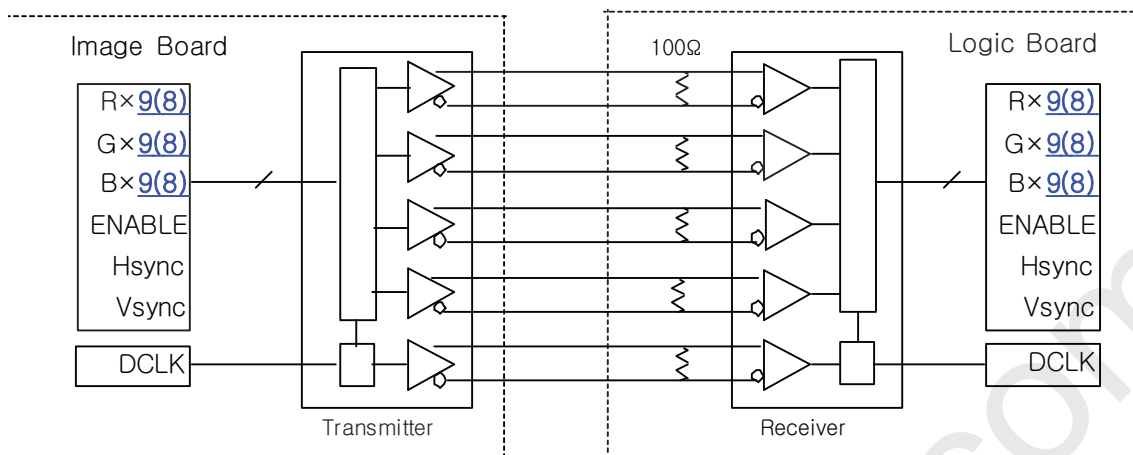 Image Board
R×9(8)
G×9(8)
B×9(8)
ENABLE
Hsync
Vsync
DCLK
Transmitter
100Ω
Receiver
Logic Board
R×9(8)
G×9(8)
B×9(8)
ENABLE
Hsync
Vsync
DCLK
com